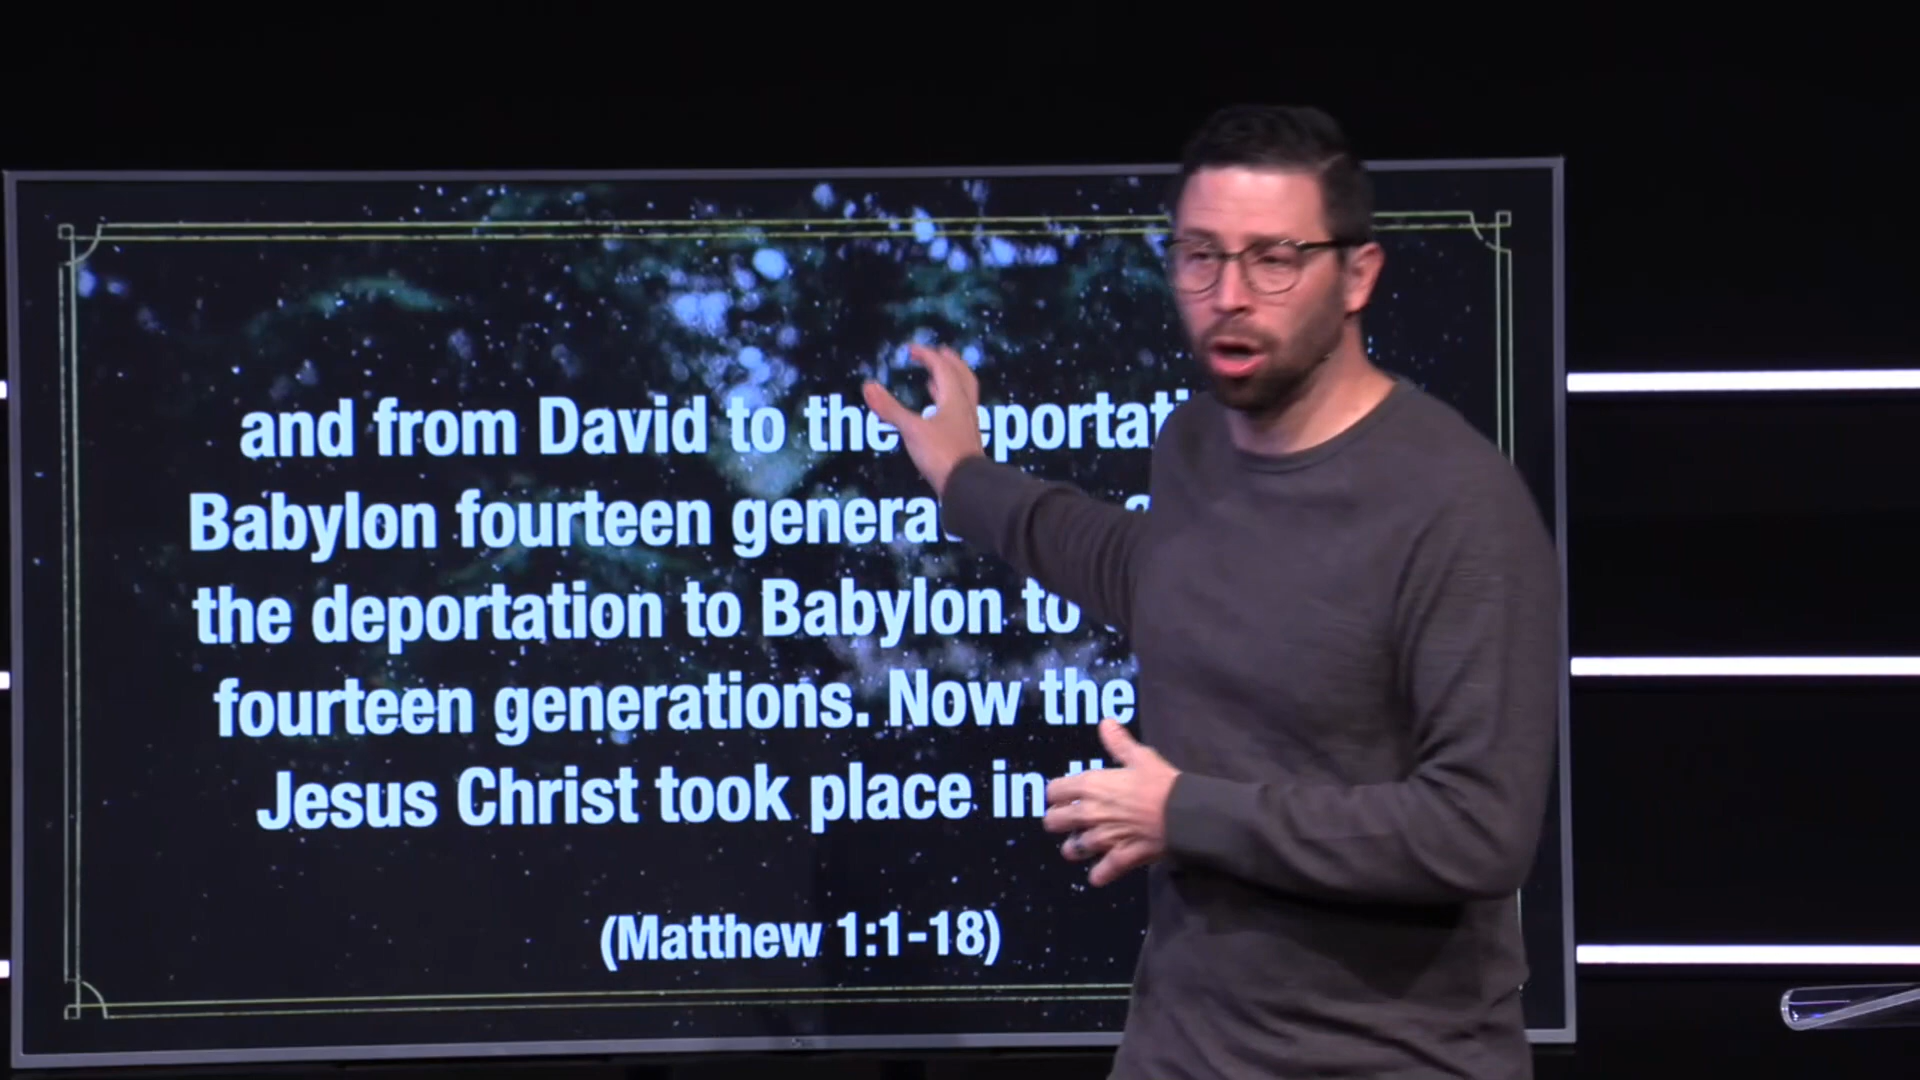 and from David to the
Babylon fourteen
the deportation to Babylon to
fourteen generations. Now the
Jesus Christ took place in
(Matthew 1:1-18)